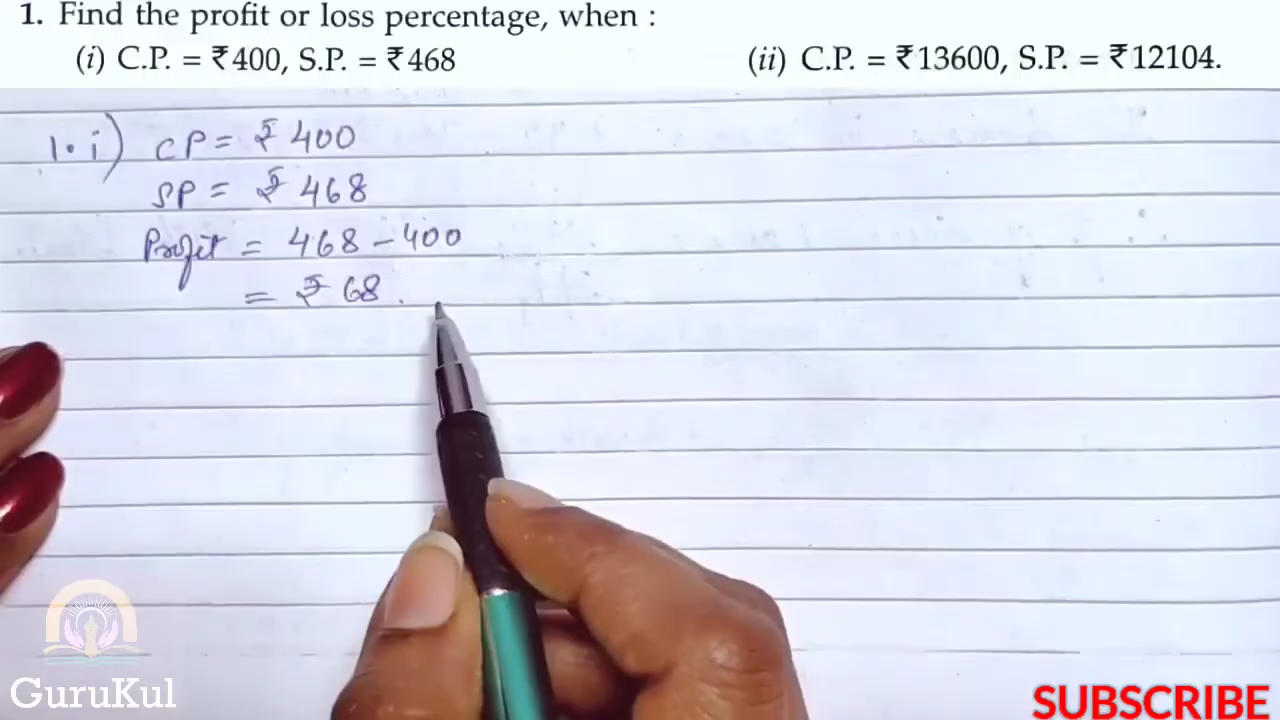 1. Find the profit or loss percentage, when :
(i) C.P. = ₹400, S.P. = ₹468
(ii) C.P. = ₹13600, S.P. = ₹12104.
1. i) CP = ₹ 400
SP = ₹ 468
Profit = 468 - 400
= ₹ 68.
GuruKul
SUBSCRIBE